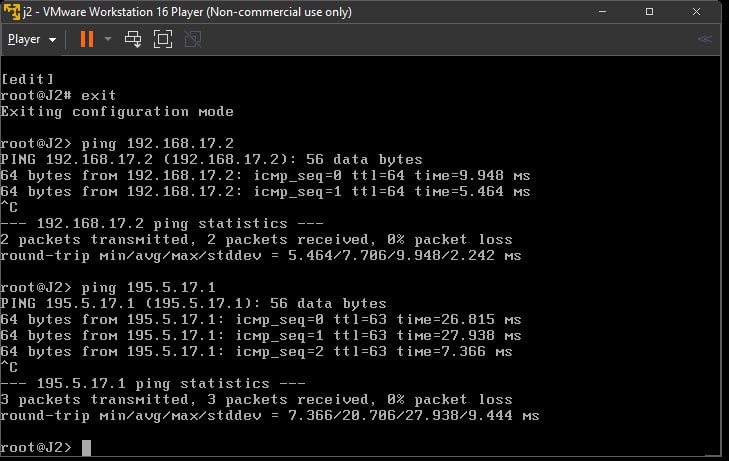 j2 - VMware Workstation 16 Player (Non-commercial use only)
Player
[edit]
root@J2# exit
Exiting configuration mode
root@J2> ping 192.168.17.2
PING 192.168.17.2 (192.168.17.2): 56 data bytes
64 bytes from 192.168.17.2: icmp_seq=0 ttl=64 time=9.948 ms
64 bytes from 192.168.17.2: icmp_seq=1 ttl=64 time=5.464 ms
^C
--- 192.168.17.2 ping statistics ---
2 packets transmitted, 2 packets received, 0% packet loss
round-trip min/avg/max/stddev = 5.464/7.706/9.948/2.242 ms
root@J2> ping 195.5.17.1
PING 195.5.17.1 (195.5.17.1): 56 data bytes
64 bytes from 195.5.17.1: icmp_seq=0 ttl=63 time=26.815 ms
64 bytes from 195.5.17.1: icmp_seq=1 ttl=63 time=27.938 ms
64 bytes from 195.5.17.1: icmp_seq=2 ttl=63 time=7.366 ms
^C
--- 195.5.17.1 ping statistics ---
3 packets transmitted, 3 packets received, 0% packet loss
round-trip min/avg/max/stddev = 7.366/20.706/27.938/9.444 ms
root@J2>